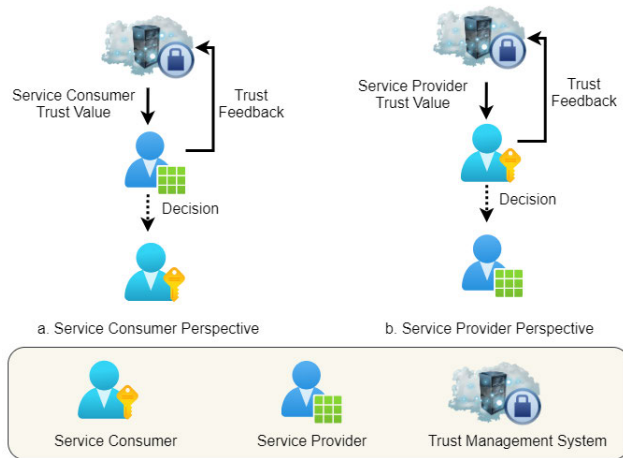 Service Consumer
Trust Value
Trust
Feedback
Decision
a. Service Consumer Perspective
Service Provider
Trust Value
Trust
Feedback
Decision
b. Service Provider Perspective
Service Consumer
Service Provider
Trust Management System